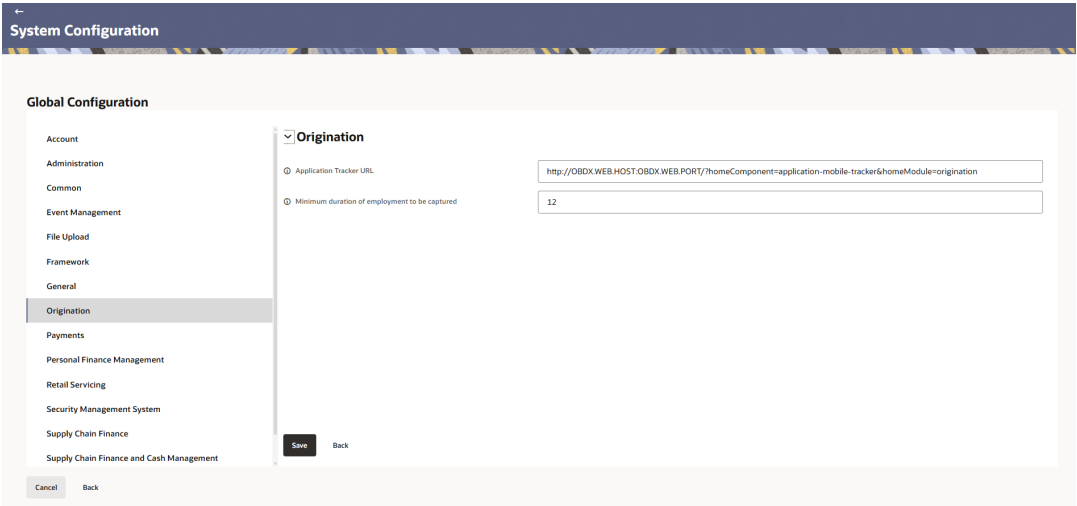 ←
System Configuration
Global Configuration
Account
Administration
Common
Event Management
File Upload
Framework
General
Origination
Payments
Personal Finance Management
Retail Servicing
Security Management System
Supply Chain Finance
Supply Chain Finance and Cash Management
Origination
Application Tracker URL
http://OBDX.WEB.HOST:OBDX.WEB.PORT/?homeComponent=application-mobile-tracker&homeModule=origination
Minimum duration of employment to be captured
12
Save Back
Cancel Back